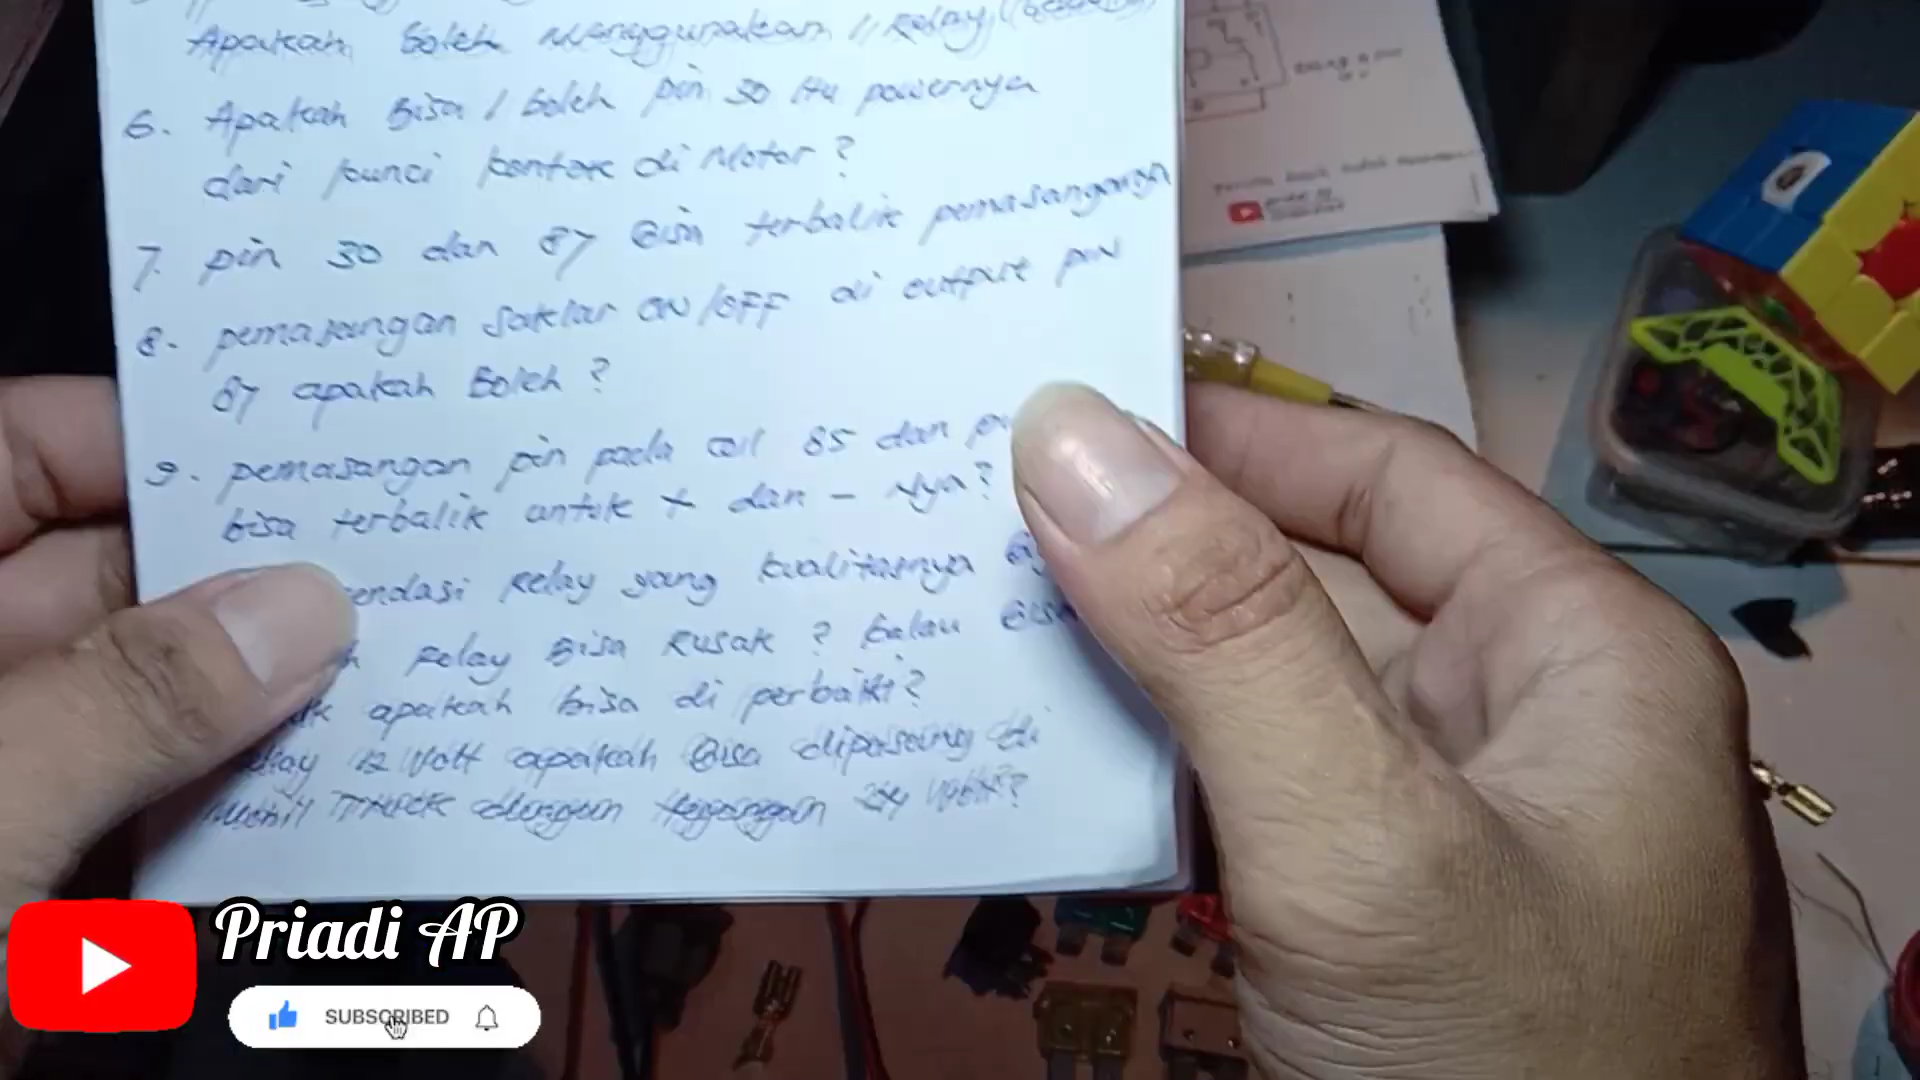 Apakah boleh menggunakan 1 Relay
6. Apakah Bisa / boleh pin 30 itu powernya
dari kunci kontak di Motor ?
7. pin 30 dan 87 Bisa terbalik pemasangannya
8. pemasangan saklar ON/OFF di output pin
87 apakah Boleh ?
9. pemasangan pin pada coil 85 dan
bisa terbalik untuk + dan - Nya?
endasi Relay yang kualitasnya
h Relay Bisa Rusak ? kalau Bisa
apakah bisa di perbaiki?
lay 12 Volt apakah Bisa dipasang di
Mobil Truck dengan tegangan 24 Volt?
Priadi AP
SUBSCRIBED